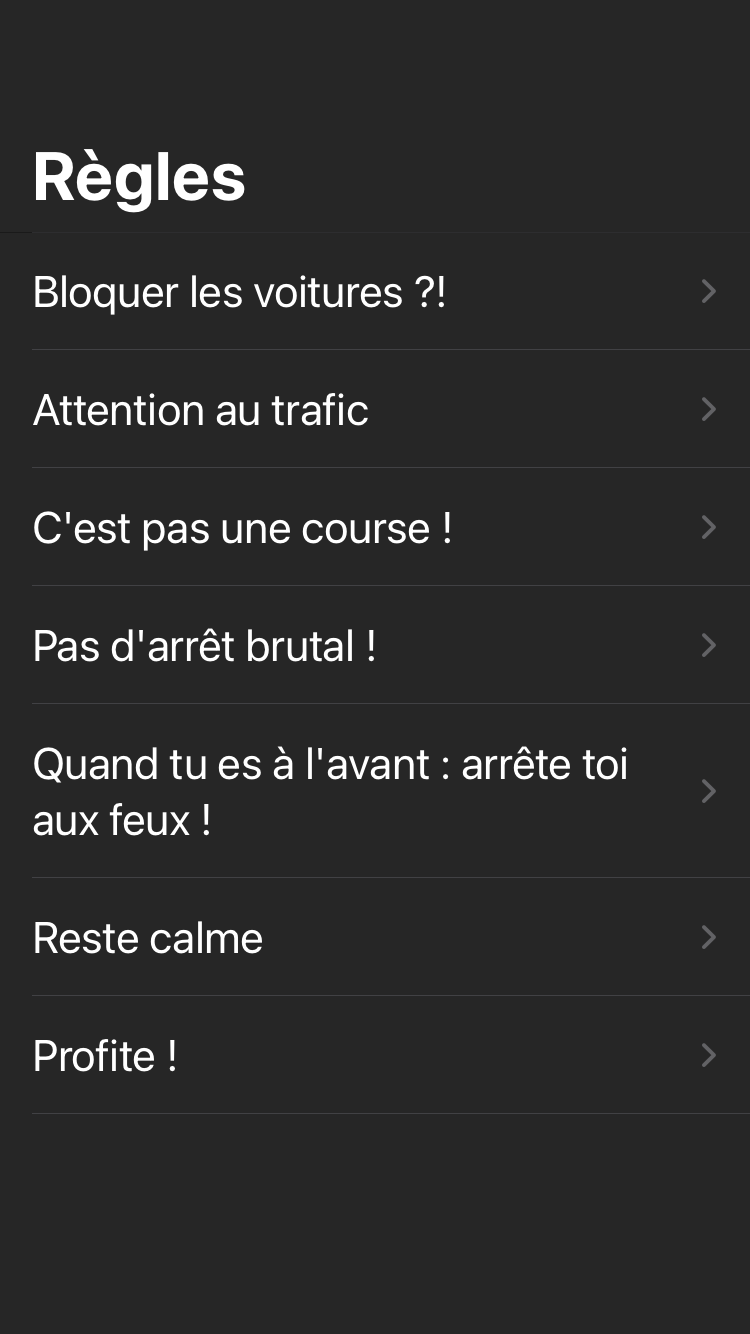 Règles
Bloquer les voitures ?!
Attention au trafic
C'est pas une course !
Pas d'arrêt brutal !
Quand tu es à l'avant : arrête toi
aux feux !
Reste calme
Profite !